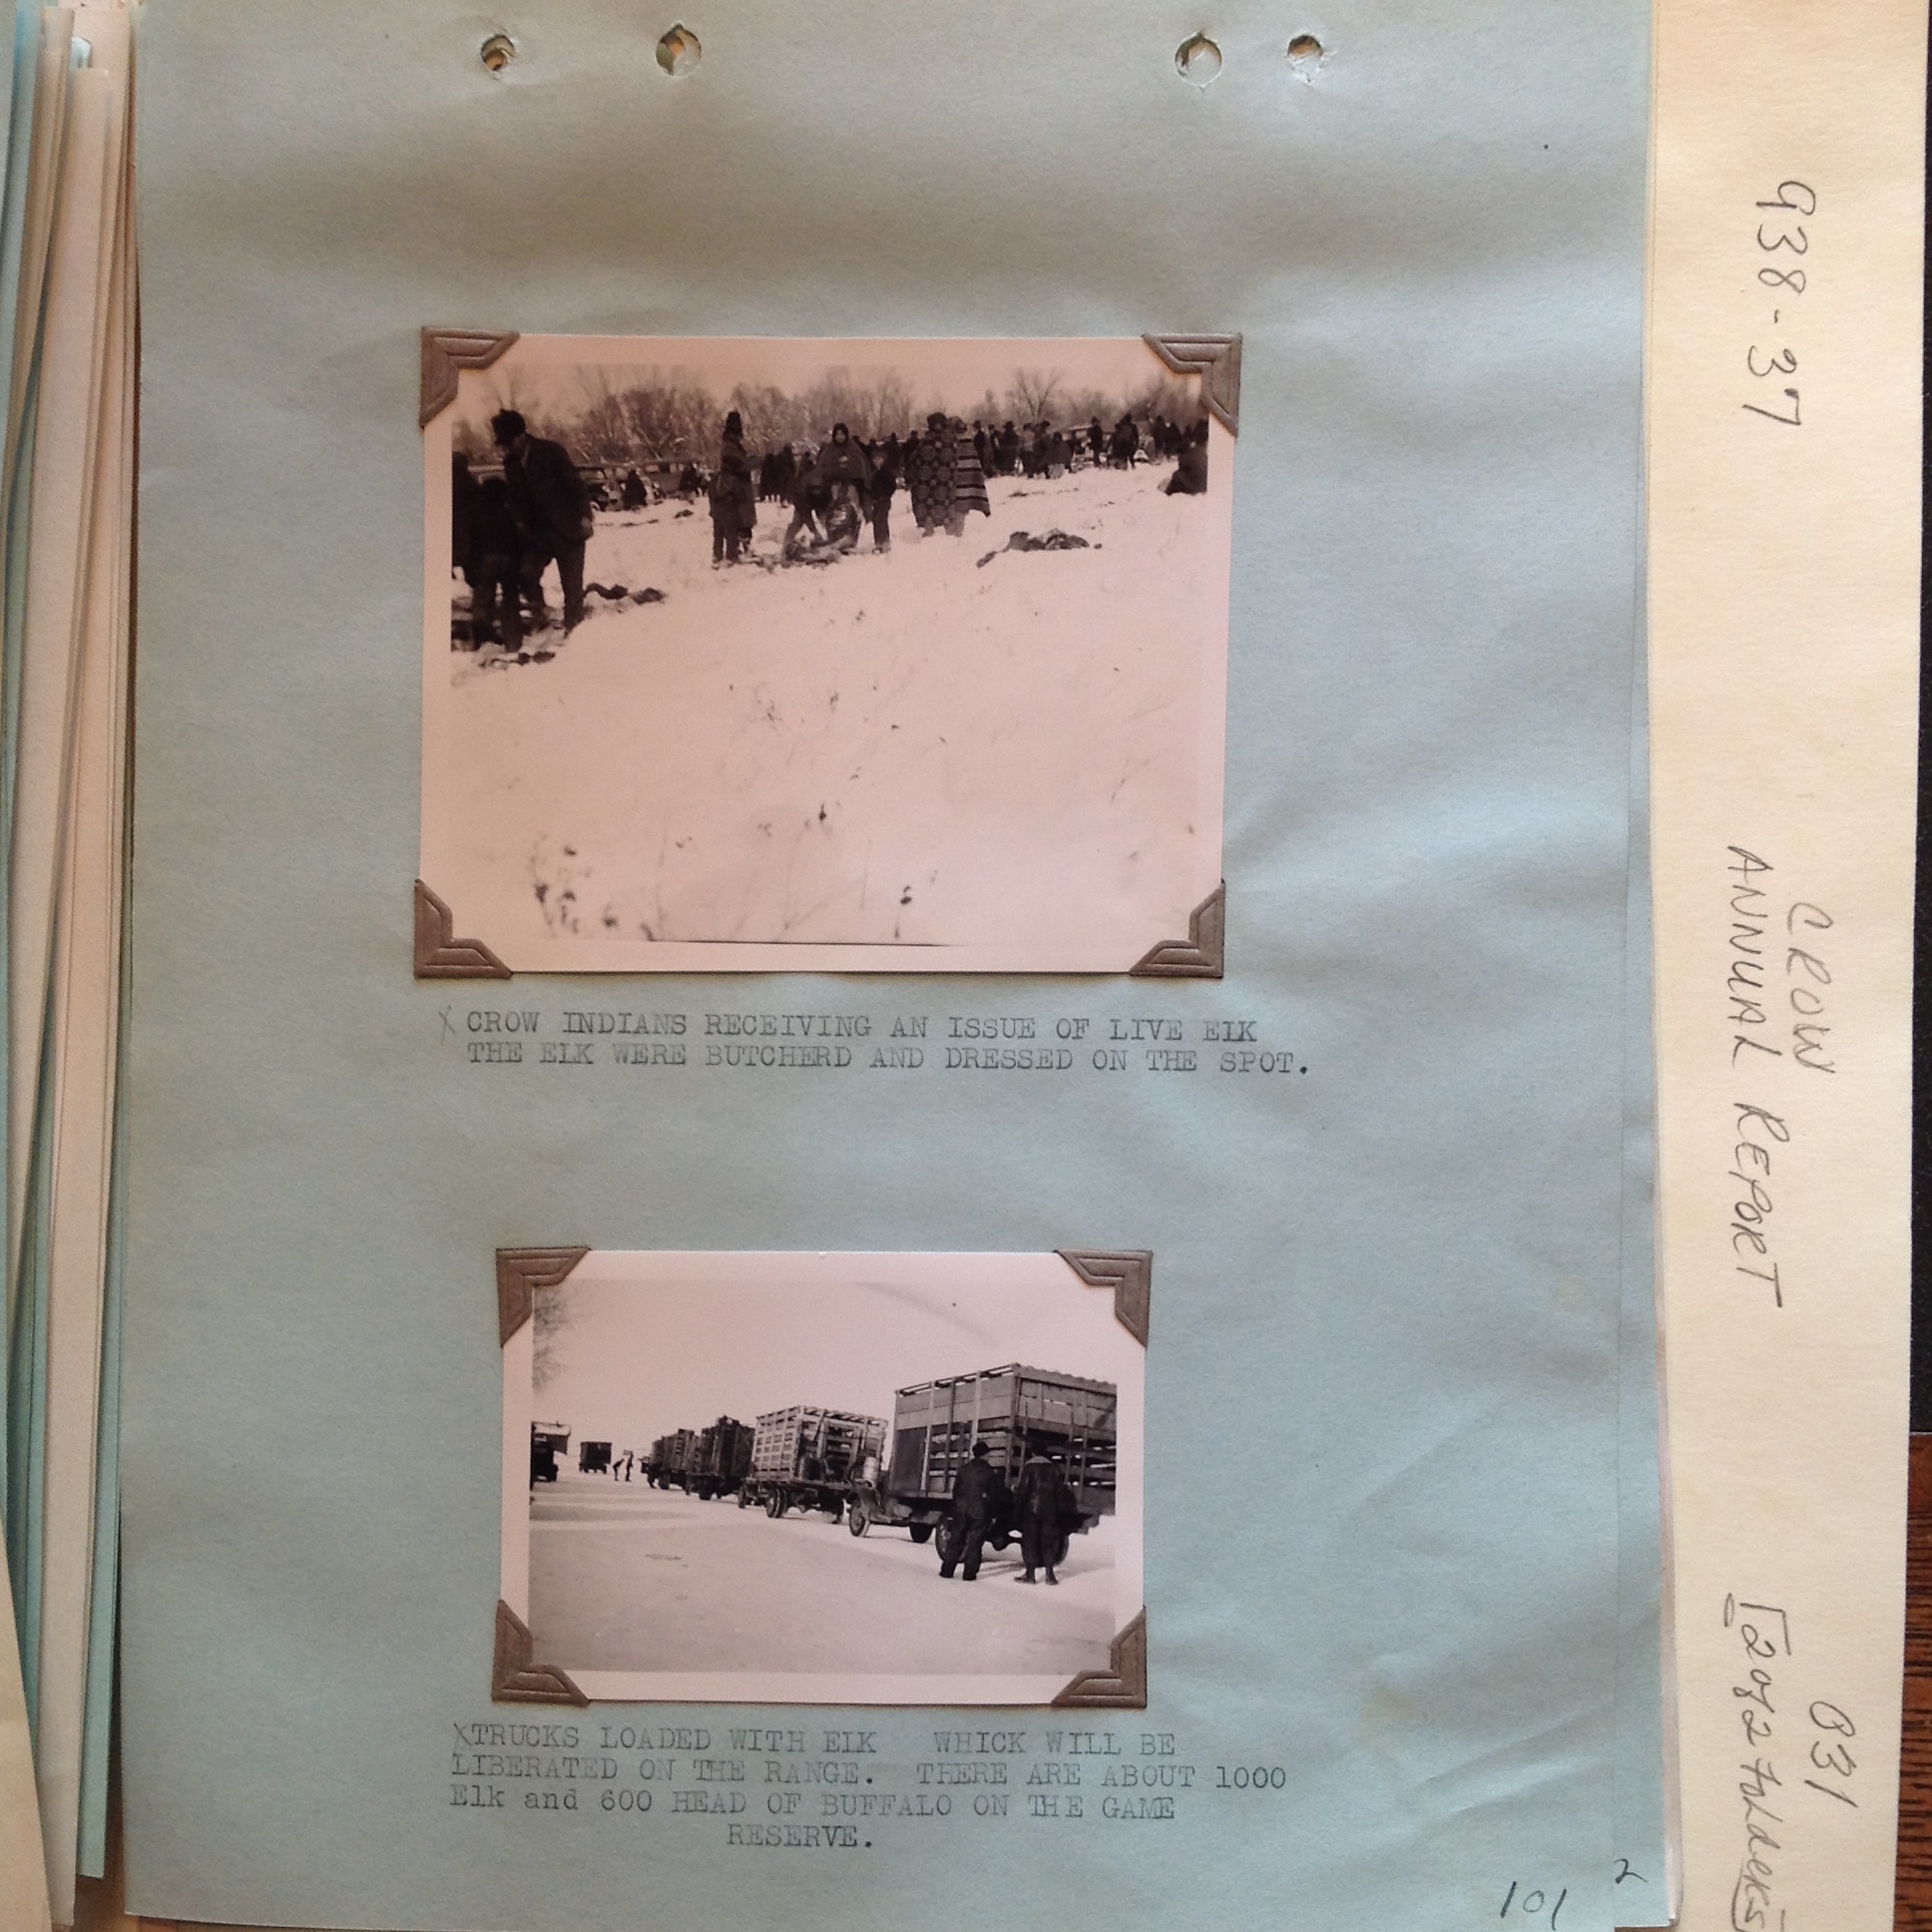 X CROW INDIANS RECEIVING AN ISSUE OF LIVE ElK
THE ElK WERE BUTCHERD AND DRESSED ON THE SPOT.
XTRUCKS LOADED WITH ElK WHICK WILL BE
LIBERATED ON THE RANGE. THERE ARE ABOUT 1000
Elk and 600 HEAD OF BUFFALO ON THE GAME
RESERVE.
101
2
938-37
CROW
ANNUAL REPORT
031
[2 of 2 folders]